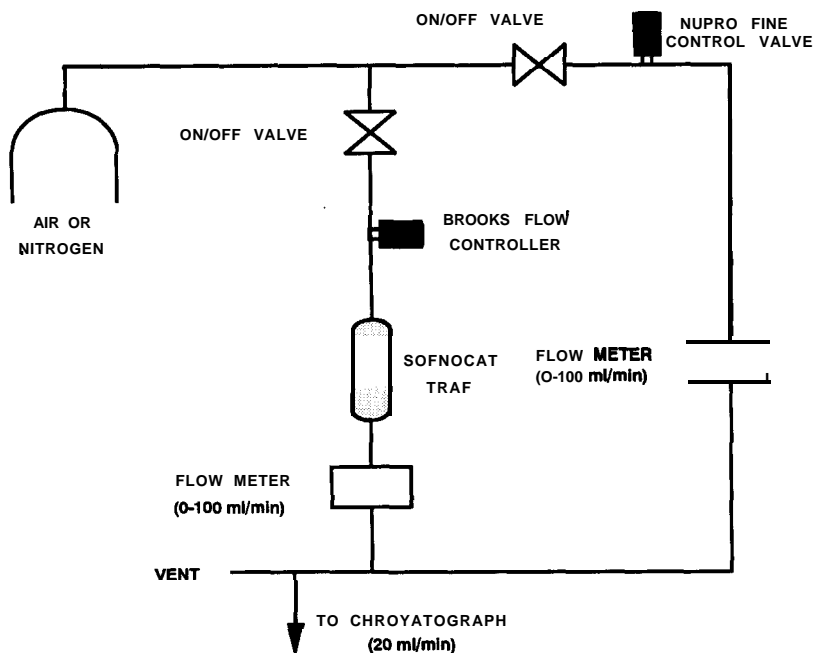 ON/OFF VALVE
NUPRO FINE
CONTROL VALVE
ON/OFF VALVE
AIR OR
NITROGEN
BROOKS FLOW
CONTROLLER
SOFNOCAT
TRAF
FLOW METER
(O-100 ml/min)
FLOW METER
(0-100 ml/min)
VENT
TO CHROYATOGRAPH
(20 ml/min)